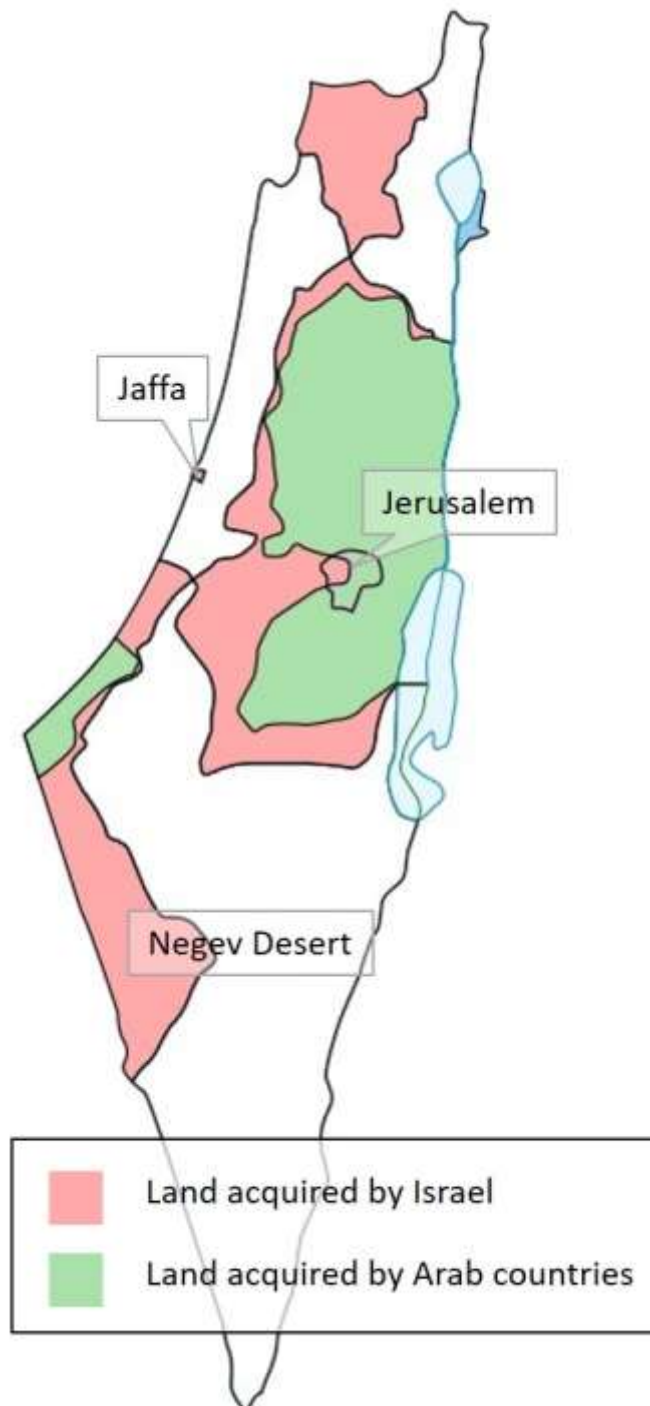 Jaffa
Jerusalem
Negev Desert
Land acquired by Israel
Land acquired by Arab countries